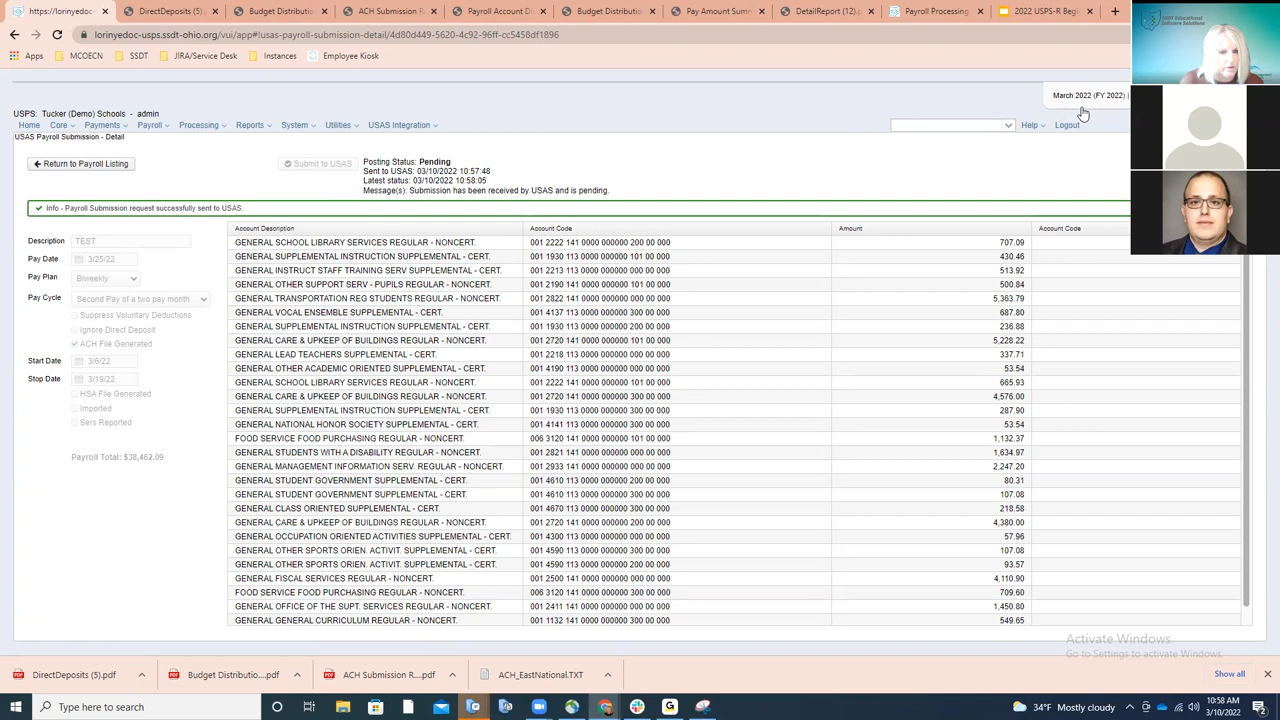 https://lorinyedoc-us
DirectDeposits (5).
Budget Distribution
ACH Submission R
Payroll Account D
Budget Distributio
Pay Amount Sum
DetailReport (12).p
Payroll Processing
2022 USPS-R Begi
lorinyedoc-usps.ssdt-ohio.org/vui/app#lusas-payroll-submission-detail/
Apps
MCOECN
SSDT
JIRA/Service Desk
Instances
Employee Kiosk
SSDT Educational Software Solutions
March 2022 (FY 2022) |
USPS: Tucker (Demo) Schools - admin
Home Core Payments Payroll Processing Reports System Utilities USAS Integration Help Logout
USAS Payroll Submission - Detail
Return to Payroll Listing
Submit to USAS
Posting Status: Pending
Sent to USAS: 03/10/2022 10:57:48
Latest status: 03/10/2022 10:58:05
Message(s): Submission has been received by USAS and is pending.
Info - Payroll Submission request successfully sent to USAS.
Description TEST
Pay Date 3/25/22
Pay Plan Biweekly
Pay Cycle Second Pay of a two pay month
Suppress Voluntary Deductions
Ignore Direct Deposit
ACH File Generated
Start Date 3/6/22
Stop Date 3/19/22
HSA File Generated
Imported
Sers Reported
Payroll Total: $38,462.09
Account Description Account Code Amount Account Code
GENERAL SCHOOL LIBRARY SERVICES REGULAR - NONCERT. 001 2222 141 0000 000000 200 00 000 707.09
GENERAL SUPPLEMENTAL INSTRUCTION SUPPLEMENTAL - CERT. 001 1930 113 0000 000000 101 00 000 430.46
GENERAL INSTRUCT STAFF TRAINING SERV SUPPLEMENTAL - CERT. 001 2213 113 0000 000000 000 00 000 513.92
GENERAL OTHER SUPPORT SERV - PUPILS REGULAR - NONCERT. 001 2190 141 0000 000000 101 00 000 500.84
GENERAL TRANSPORTATION REG STUDENTS REGULAR - NONCERT. 001 2822 141 0000 000000 000 00 000 5,363.79
GENERAL VOCAL ENSEMBLE SUPPLEMENTAL - CERT. 001 4137 113 0000 000000 300 00 000 687.80
GENERAL SUPPLEMENTAL INSTRUCTION SUPPLEMENTAL - CERT. 001 1930 113 0000 000000 200 00 000 236.88
GENERAL CARE & UPKEEP OF BUILDINGS REGULAR - NONCERT. 001 2720 141 0000 000000 101 00 000 5,228.22
GENERAL LEAD TEACHERS SUPPLEMENTAL - CERT. 001 2218 113 0000 000000 000 00 000 337.71
GENERAL OTHER ACADEMIC ORIENTED SUPPLEMENTAL - CERT. 001 4190 113 0000 000000 300 00 000 53.54
GENERAL SCHOOL LIBRARY SERVICES REGULAR - NONCERT. 001 2222 141 0000 000000 101 00 000 665.93
GENERAL CARE & UPKEEP OF BUILDINGS REGULAR - NONCERT. 001 2720 141 0000 000000 300 00 000 4,576.00
GENERAL SUPPLEMENTAL INSTRUCTION SUPPLEMENTAL - CERT. 001 1930 113 0000 000000 300 00 000 287.90
GENERAL NATIONAL HONOR SOCIETY SUPPLEMENTAL - CERT. 001 4141 113 0000 000000 300 00 000 53.54
FOOD SERVICE FOOD PURCHASING REGULAR - NONCERT. 006 3120 141 0000 000000 101 00 000 1,132.37
GENERAL STUDENTS WITH A DISABILITY REGULAR - NONCERT. 001 2821 141 0000 000000 000 00 000 1,634.97
GENERAL MANAGEMENT INFORMATION SERV. REGULAR - NONCERT. 001 2933 141 0000 000000 000 00 000 2,247.20
GENERAL STUDENT GOVERNMENT SUPPLEMENTAL - CERT. 001 4610 113 0000 000000 200 00 000 80.31
GENERAL STUDENT GOVERNMENT SUPPLEMENTAL - CERT. 001 4610 113 0000 000000 300 00 000 107.08
GENERAL CLASS ORIENTED SUPPLEMENTAL - CERT. 001 4670 113 0000 000000 300 00 000 218.58
GENERAL CARE & UPKEEP OF BUILDINGS REGULAR - NONCERT. 001 2720 141 0000 000000 200 00 000 4,380.00
GENERAL OCCUPATION ORIENTED ACTIVITIES SUPPLEMENTAL - CERT. 001 4300 113 0000 000000 300 00 000 57.96
GENERAL OTHER SPORTS ORIEN. ACTIVIT. SUPPLEMENTAL - CERT. 001 4590 113 0000 000000 300 00 000 107.08
GENERAL OTHER SPORTS ORIEN. ACTIVIT. SUPPLEMENTAL - CERT. 001 4590 113 0000 000000 200 00 000 93.57
GENERAL FISCAL SERVICES REGULAR - NONCERT. 001 2500 141 0000 000000 000 00 000 4,110.90
FOOD SERVICE FOOD PURCHASING REGULAR - NONCERT. 006 3120 141 0000 000000 300 00 000 709.60
GENERAL OFFICE OF THE SUPT. SERVICES REGULAR - NONCERT. 001 2411 141 0000 000000 000 00 000 1,450.80
GENERAL GENERAL CURRICULUM REGULAR - NONCERT. 001 1132 141 0000 000000 300 00 000 549.65
Activate Windows
Go to Settings to activate Windows.
DirectDeposits (5).pdf
Budget Distributio....pdf
ACH Submission R....pdf
ACH_EastNational.TXT
Show all
Type here to search
34°F Mostly cloudy
10:58 AM
3/10/2022
2